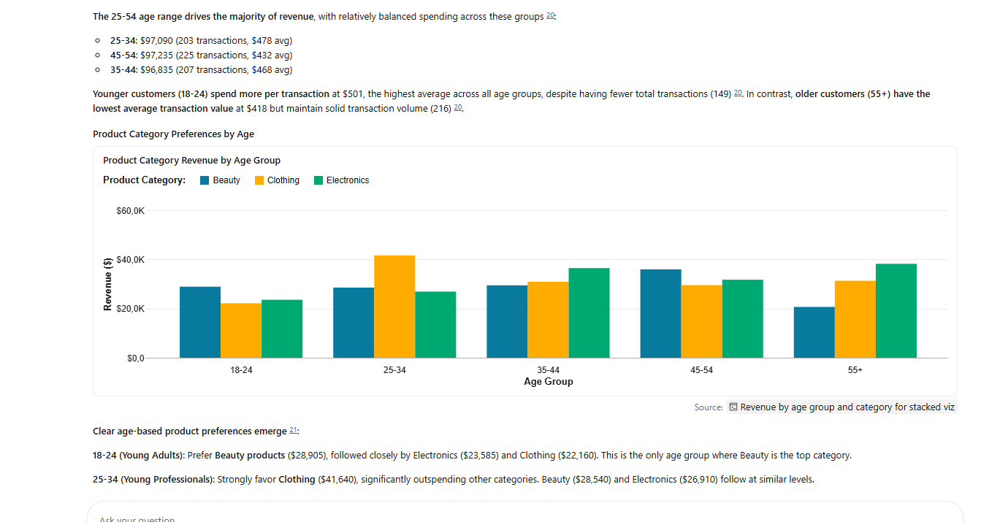 The 25-54 age range drives the majority of revenue, with relatively balanced spending across these groups 20:
25-34: $97,090 (203 transactions, $478 avg)
45-54: $97,235 (225 transactions, $432 avg)
35-44: $96,835 (207 transactions, $468 avg)
Younger customers (18-24) spend more per transaction at $501, the highest average across all age groups, despite having fewer total transactions (149) 20. In contrast, older customers (55+) have the
lowest average transaction value at $418 but maintain solid transaction volume (216) 20.
Product Category Preferences by Age
Product Category Revenue by Age Group
Product Category: Beauty Clothing Electronics
$60,0K
$40,0K
$20,0K
$0,0
Revenue ($)
18-24 25-34 35-44 45-54 55+
Age Group
Source: Revenue by age group and category for stacked viz
Clear age-based product preferences emerge 21:
18-24 (Young Adults): Prefer Beauty products ($28,905), followed closely by Electronics ($23,585) and Clothing ($22,160). This is the only age group where Beauty is the top category.
25-34 (Young Professionals): Strongly favor Clothing ($41,640), significantly outspending other categories. Beauty ($28,540) and Electronics ($26,910) follow at similar levels.
Ask your question